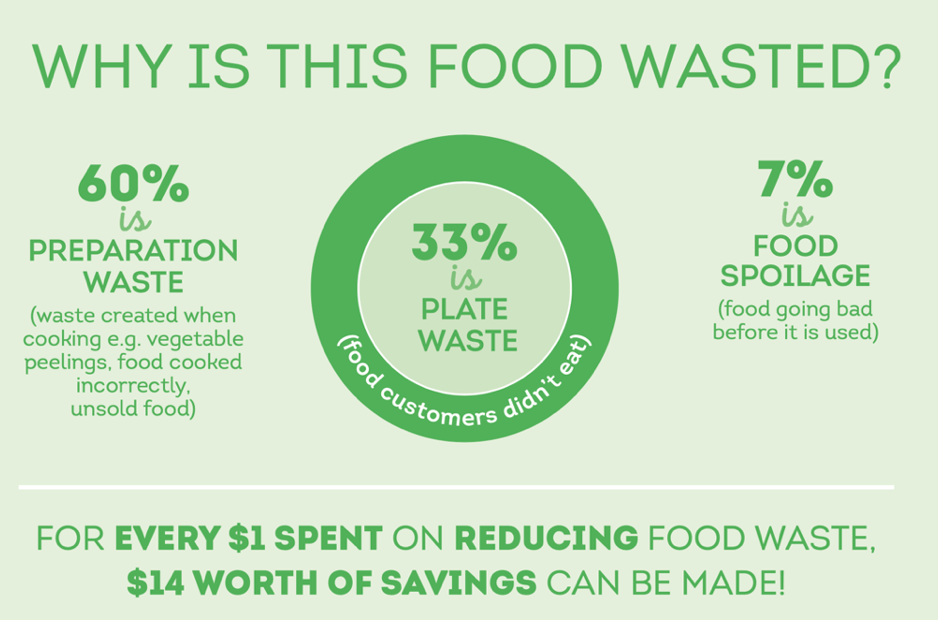 WHY IS THIS FOOD WASTED?
60%
is
PREPARATION
WASTE
(waste created when
cooking e.g. vegetable
peelings, food cooked
incorrectly,
unsold food)
33%
is
PLATE
WASTE
(food customers didn't eat)
7%
is
FOOD
SPOILAGE
(food going bad
before it is used)
FOR EVERY $1 SPENT ON REDUCING FOOD WASTE,
$14 WORTH OF SAVINGS CAN BE MADE!